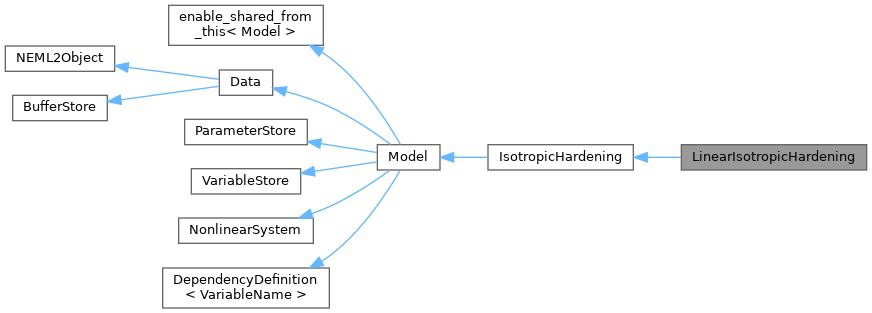 enable_shared_from
_this< Model >
NEML2Object
Data
BufferStore
ParameterStore
Model
IsotropicHardening
LinearIsotropicHardening
VariableStore
NonlinearSystem
DependencyDefinition
< VariableName >